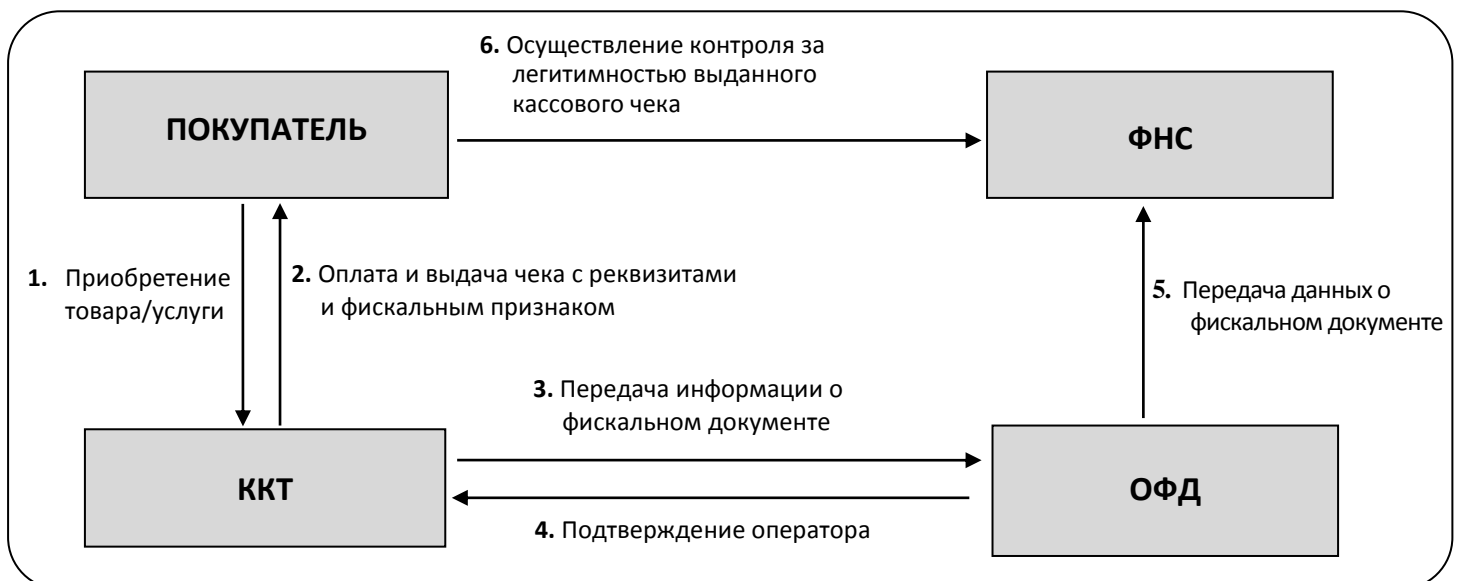 6. Осуществление контроля за
легитимностью выданного
кассового чека
ПОКУПАТЕЛЬ
ФНС
1. Приобретение
товара/услуги
2. Оплата и выдача чека с реквизитами
и фискальным признаком
5. Передача данных о
фискальном документе
3. Передача информации о
фискальном документе
ККТ
ОФД
4. Подтверждение оператора